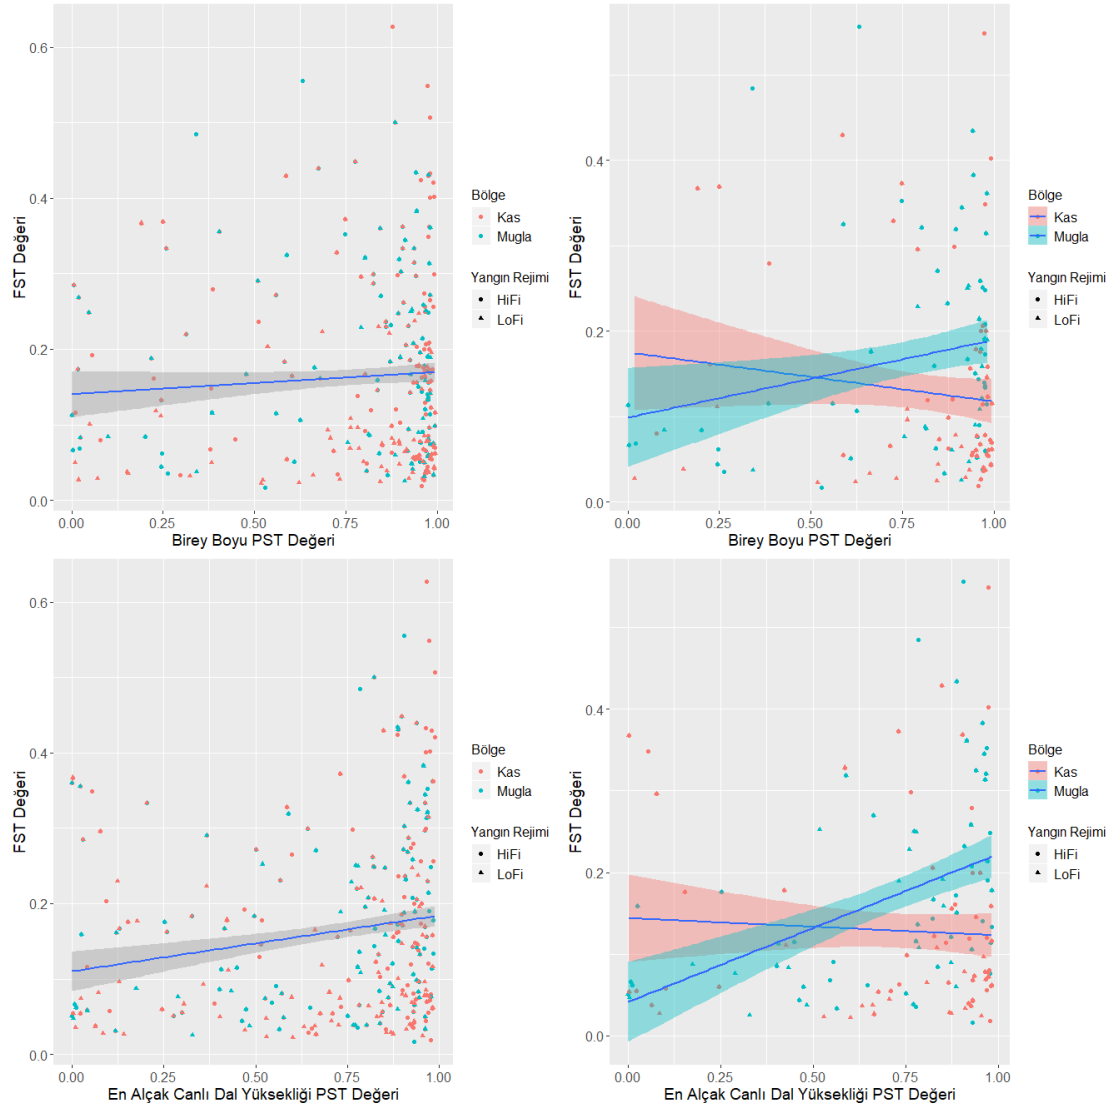 0.6
0.4
0.2
0.0
FST Değeri
0.00 0.25 0.50 0.75 1.00
Birey Boyu PST Değeri
Bölge
Kas
Mugla
Yangın Rejimi
HiFi
LoFi
0.4
0.2
0.0
FST Değeri
0.00 0.25 0.50 0.75 1.00
Birey Boyu PST Değeri
Bölge
Kas
Mugla
Yangın Rejimi
HiFi
LoFi
0.6
0.4
0.2
0.0
FST Değeri
0.00 0.25 0.50 0.75 1.00
En Alçak Canlı Dal Yüksekliği PST Değeri
Bölge
Kas
Mugla
Yangın Rejimi
HiFi
LoFi
0.4
0.2
0.0
FST Değeri
0.00 0.25 0.50 0.75 1.00
En Alçak Canlı Dal Yüksekliği PST Değeri
Bölge
Kas
Mugla
Yangın Rejimi
HiFi
LoFi